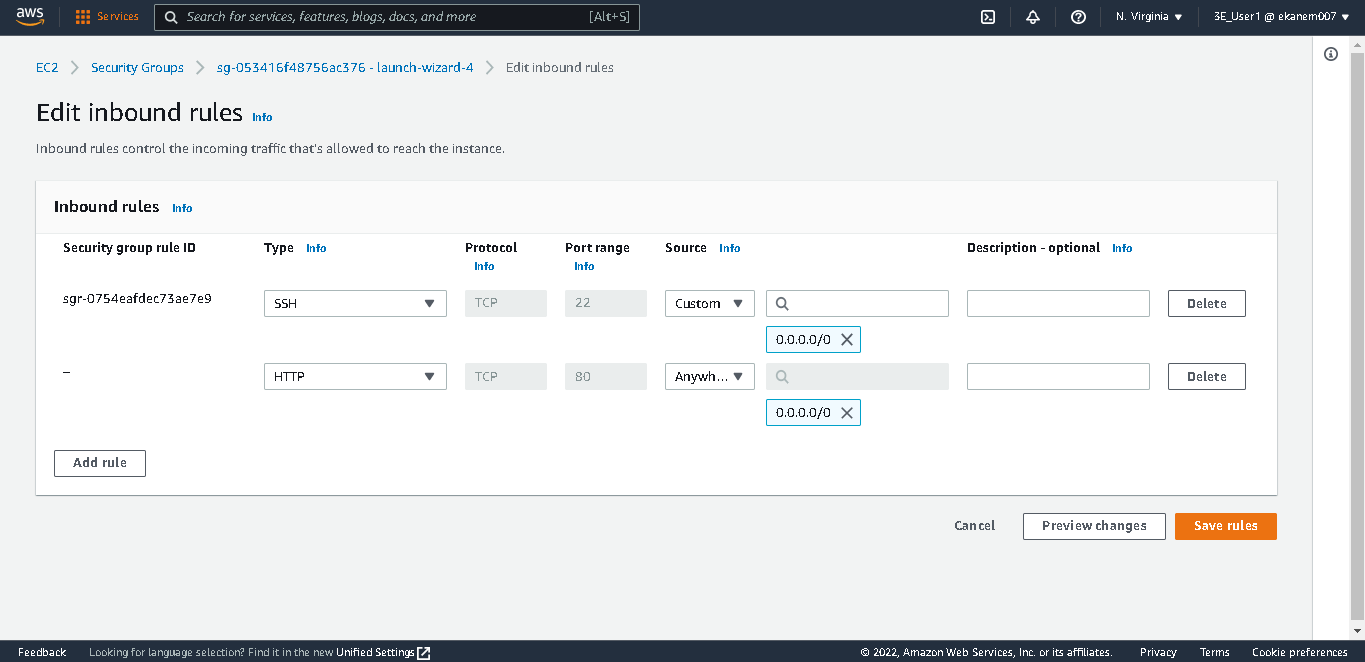 aws Services Search for services, features, blogs, docs, and more [Alt+S] N. Virginia 3E_User1 @ ekanem007
EC2 Security Groups sg-053416f48756ac376 - launch-wizard-4 Edit inbound rules
Edit inbound rules Info
Inbound rules control the incoming traffic that's allowed to reach the instance.
Inbound rules Info
Security group rule ID Type Info Protocol Port range Source Info Description - optional Info
Info Info
sgr-0754eafdec73ae7e9 SSH TCP 22 Custom Delete
0.0.0.0/0
– HTTP TCP 80 Anywh... Delete
0.0.0.0/0
Add rule
Cancel Preview changes Save rules
Feedback Looking for language selection? Find it in the new Unified Settings © 2022, Amazon Web Services, Inc. or its affiliates. Privacy Terms Cookie preferences